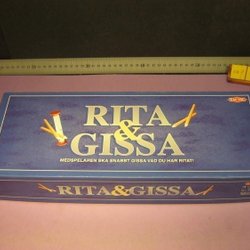 RITA
&
GISSA
MEDSPELAREN SKA SNABBT GISSA VAD DU HAR RITAT!
RITA&GISSA